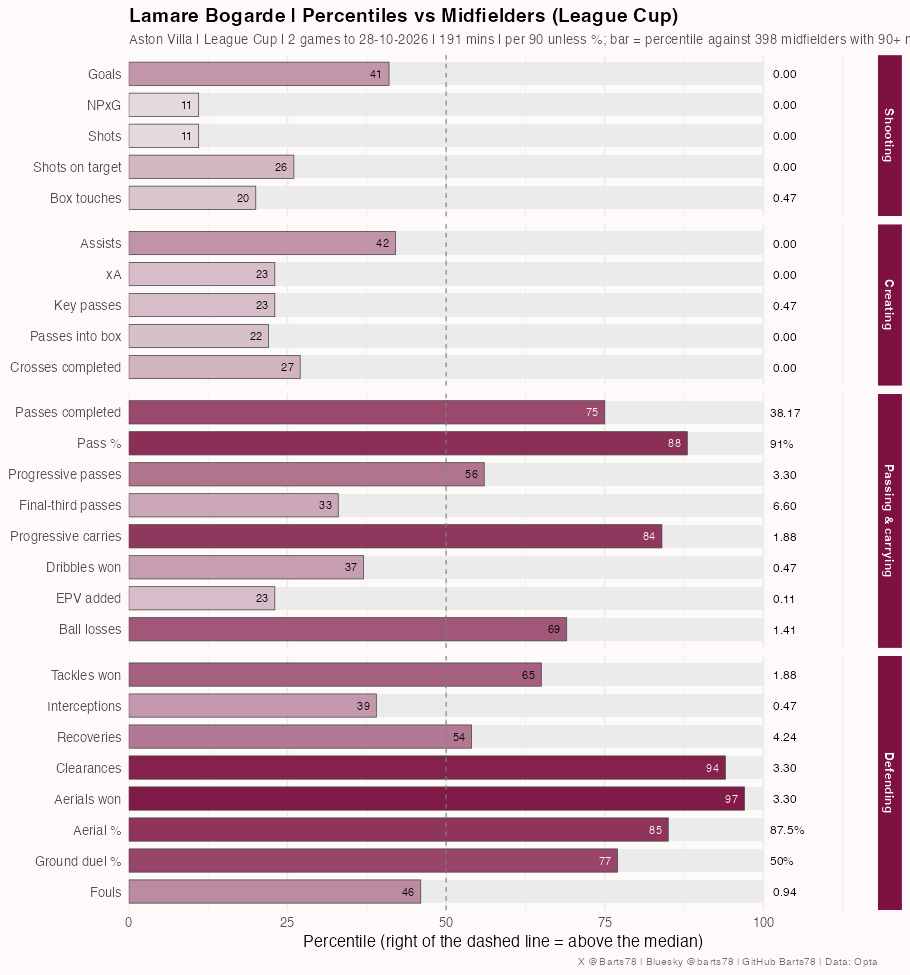 Lamare Bogarde | Percentiles vs Midfielders (League Cup)
Aston Villa | League Cup | 2 games to 28-10-2026 | 191 mins | per 90 unless %; bar = percentile against 398 midfielders with 90+ m
Goals 41 0.00
NPxG 11 0.00
Shots 11 0.00
Shots on target 26 0.00
Box touches 20 0.47
Shooting
Assists 42 0.00
xA 23 0.00
Key passes 23 0.47
Passes into box 22 0.00
Crosses completed 27 0.00
Creating
Passes completed 75 38.17
Pass % 88 91%
Progressive passes 56 3.30
Final-third passes 33 6.60
Progressive carries 84 1.88
Dribbles won 37 0.47
EPV added 23 0.11
Ball losses 69 1.41
Passing & carrying
Tackles won 65 1.88
Interceptions 39 0.47
Recoveries 54 4.24
Clearances 94 3.30
Aerials won 97 3.30
Aerial % 85 87.5%
Ground duel % 77 50%
Fouls 46 0.94
Defending
0 25 50 75 100
Percentile (right of the dashed line = above the median)
X @Barts78 | Bluesky @barts78 | GitHub Barts78 | Data: Opta